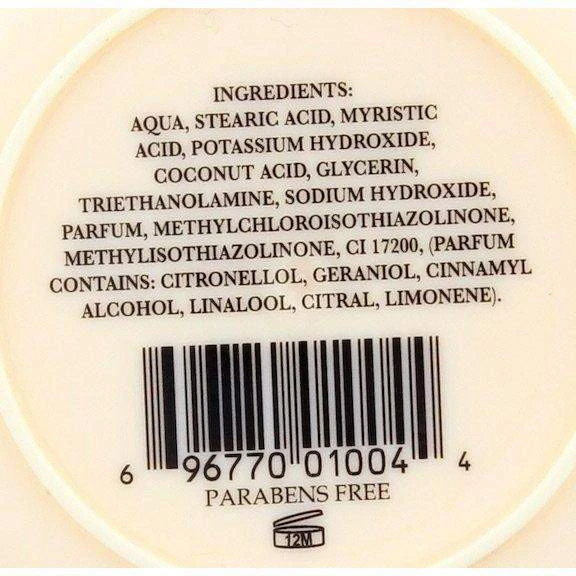 INGREDIENTS:
AQUA, STEARIC ACID, MYRISTIC
ACID, POTASSIUM HYDROXIDE,
COCONUT ACID, GLYCERIN,
TRIETHANOLAMINE, SODIUM HYDROXIDE,
PARFUM, METHYLCHLOROISOTHIAZOLINONE,
METHYLISOTHIAZOLINONE, CI 17200, (PARFUM
CONTAINS: CITRONELLOL, GERANIOL, CINNAMYL
ALCOHOL, LINALOOL, CITRAL, LIMONENE).
6 96770 01004 4
PARABENS FREE
12M